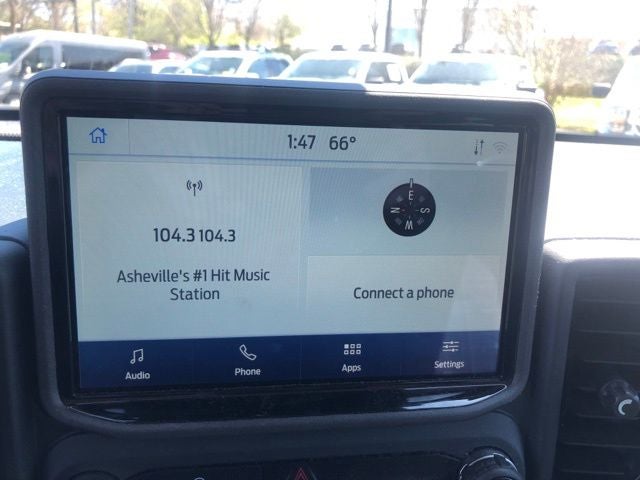 1:47 66°
104.3 104.3
Asheville's #1 Hit Music
Station
E
N S
W
Connect a phone
Audio
Phone
Apps
Settings